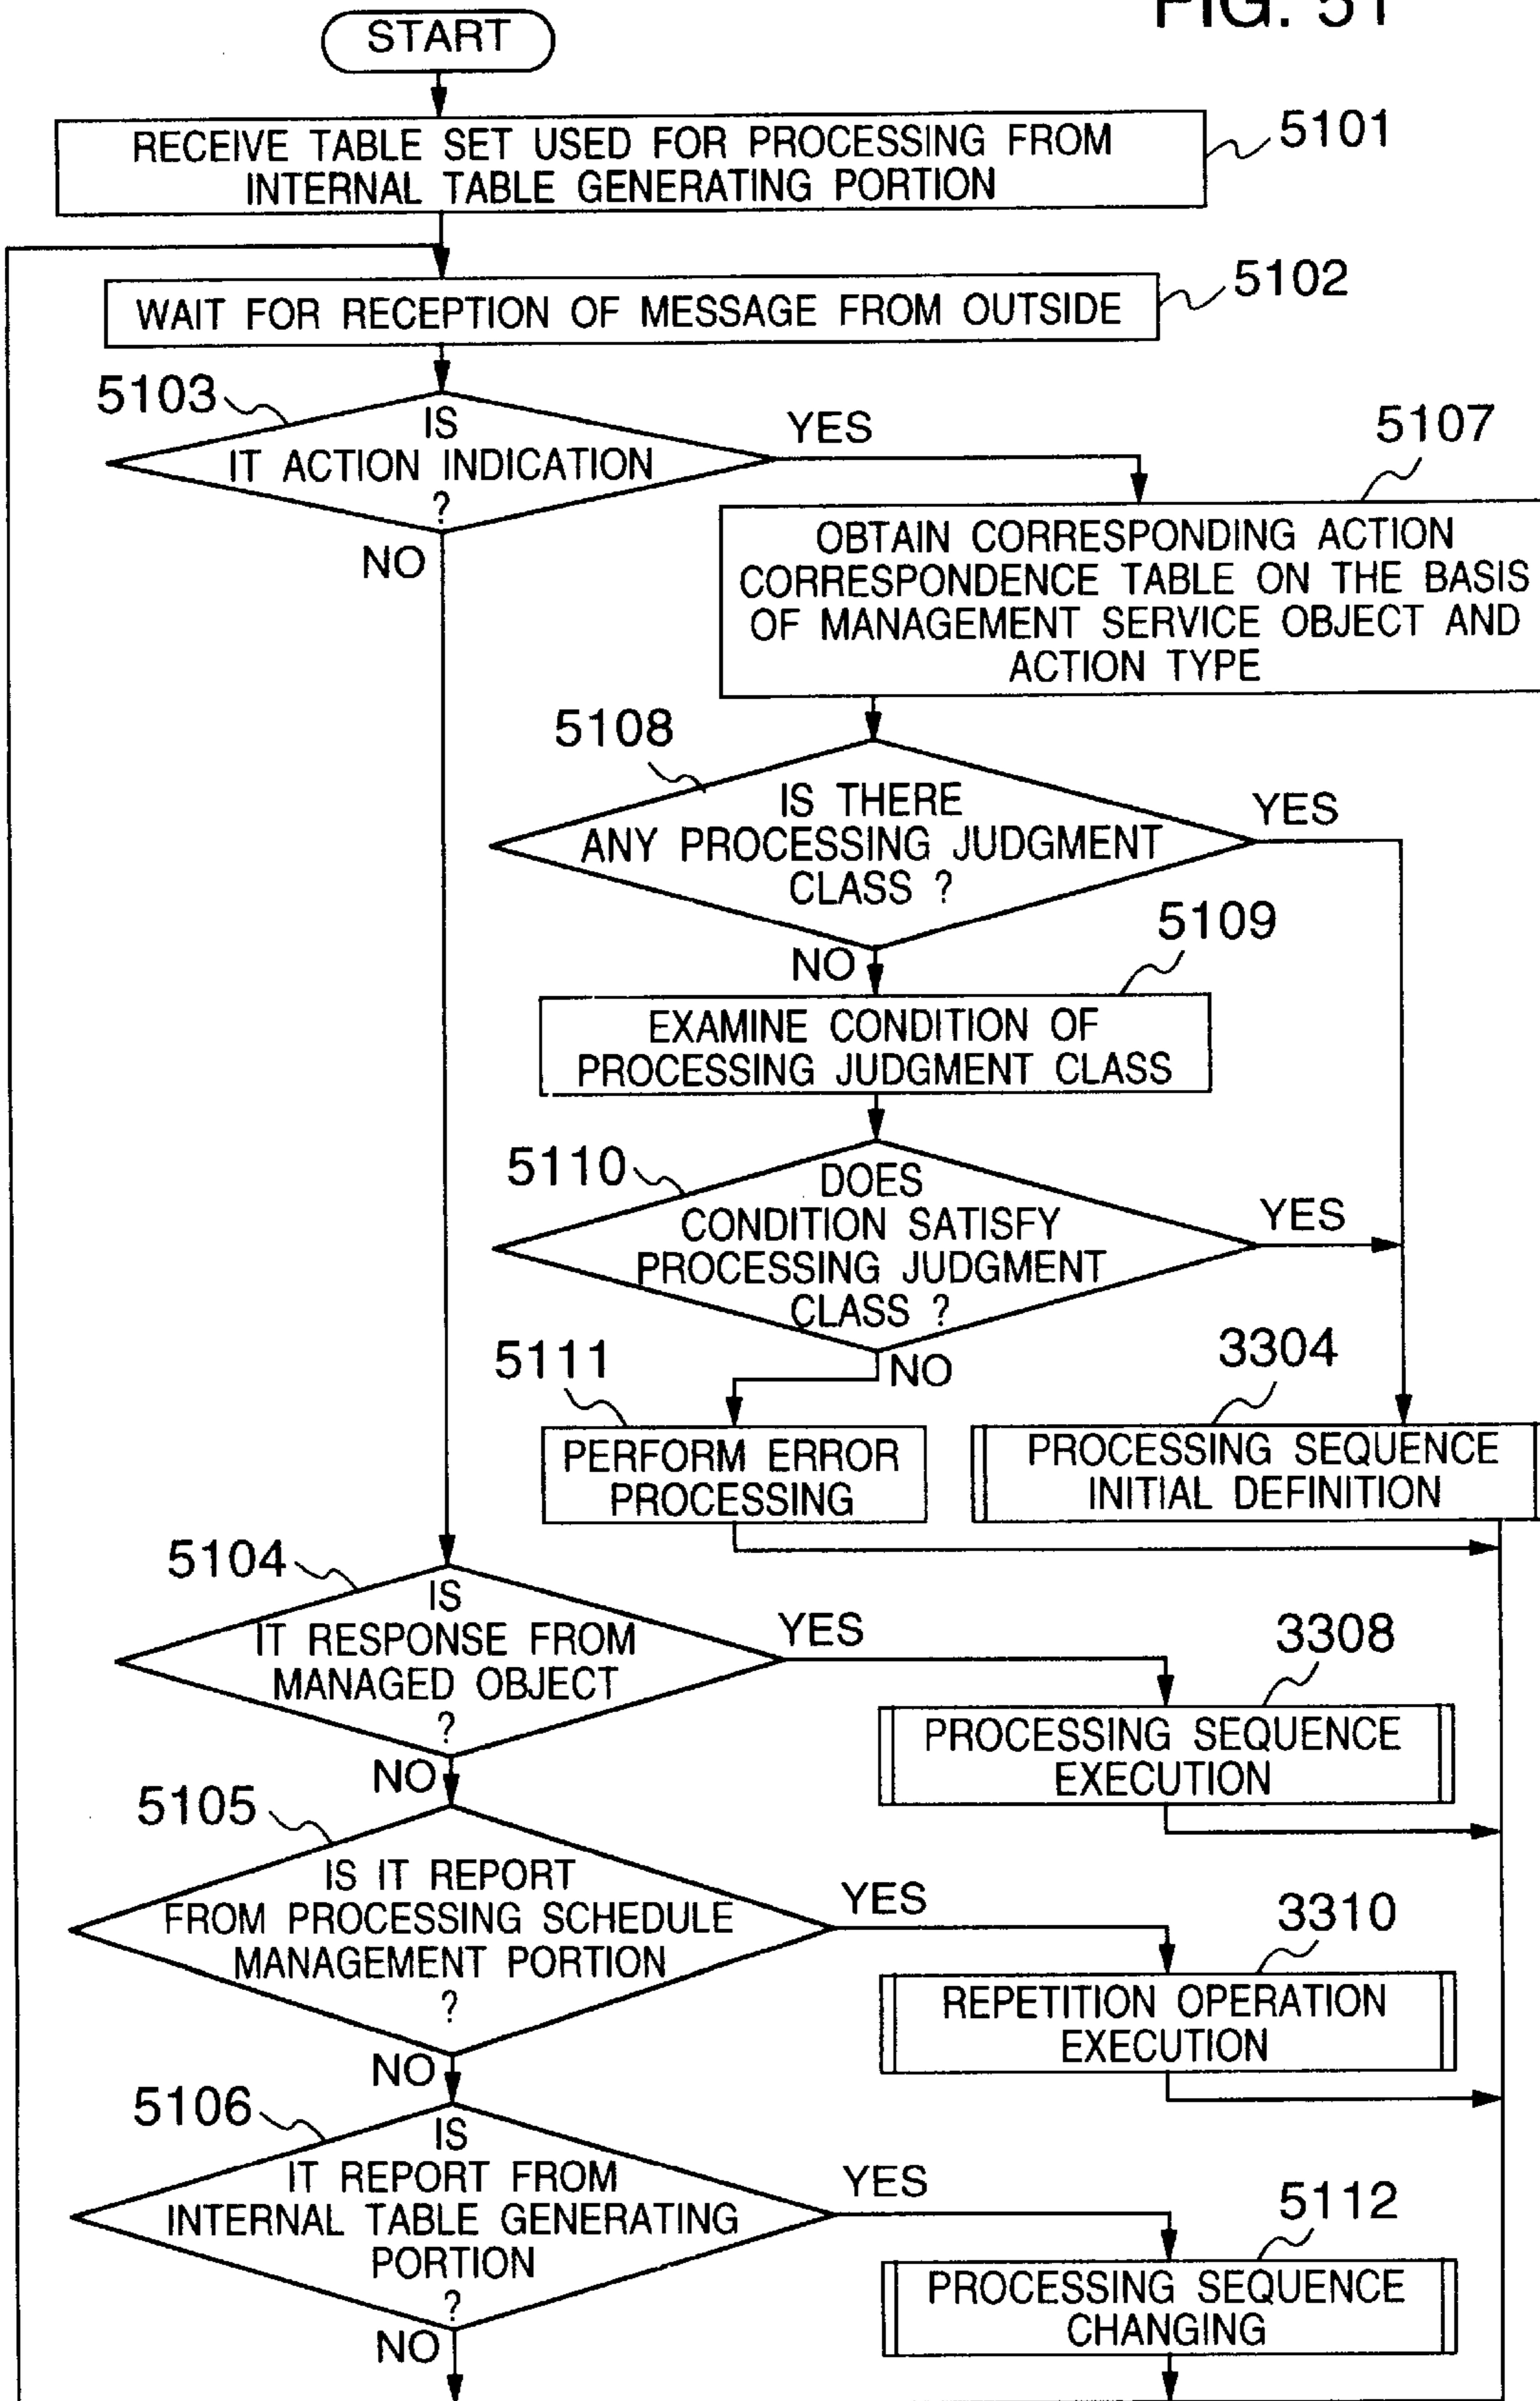 FIG. 51
START
RECEIVE TABLE SET USED FOR PROCESSING FROM
INTERNAL TABLE GENERATING PORTION
5101
WAIT FOR RECEPTION OF MESSAGE FROM OUTSIDE
5102
5103
IS
IT ACTION INDICATION
?
YES
NO
5107
OBTAIN CORRESPONDING ACTION
CORRESPONDENCE TABLE ON THE BASIS
OF MANAGEMENT SERVICE OBJECT AND
ACTION TYPE
5108
IS THERE
ANY PROCESSING JUDGMENT
CLASS ?
YES
NO
5109
EXAMINE CONDITION OF
PROCESSING JUDGMENT CLASS
5110
DOES
CONDITION SATISFY
PROCESSING JUDGMENT
CLASS ?
YES
NO
5111
PERFORM ERROR
PROCESSING
3304
PROCESSING SEQUENCE
INITIAL DEFINITION
5104
IS
IT RESPONSE FROM
MANAGED OBJECT
?
YES
NO
3308
PROCESSING SEQUENCE
EXECUTION
5105
IS IT REPORT
FROM PROCESSING SCHEDULE
MANAGEMENT PORTION
?
YES
NO
3310
REPETITION OPERATION
EXECUTION
5106
IS
IT REPORT FROM
INTERNAL TABLE GENERATING
PORTION
?
YES
NO
5112
PROCESSING SEQUENCE
CHANGING